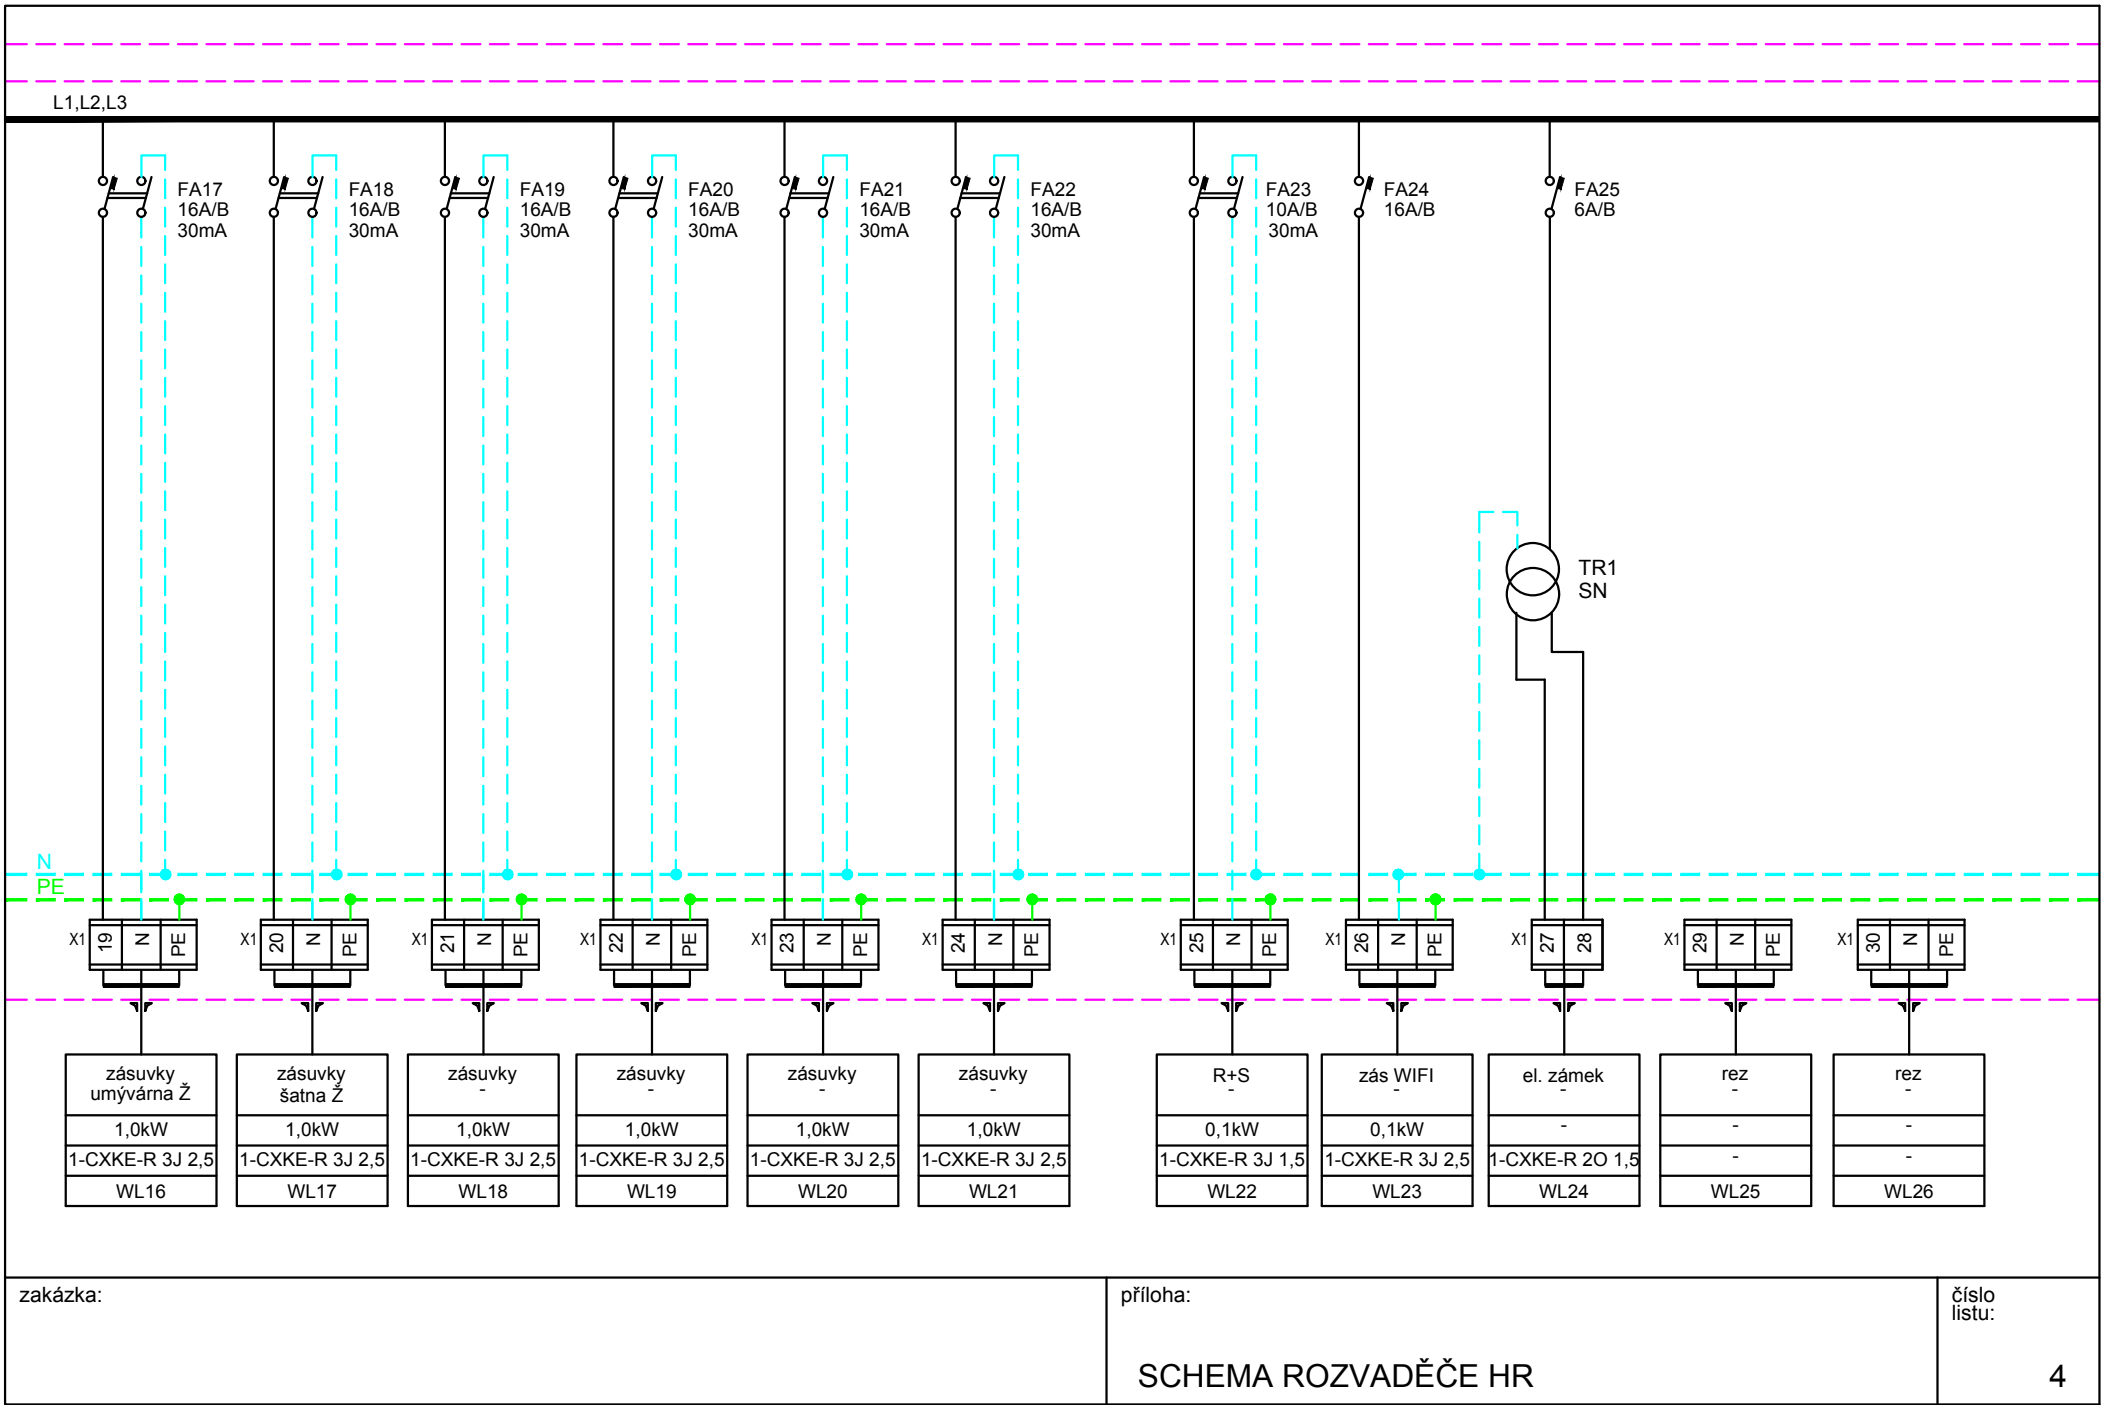 L1,L2,L3
FA17
16A/B
30mA
FA18
16A/B
30mA
FA19
16A/B
30mA
FA20
16A/B
30mA
FA21
16A/B
30mA
FA22
16A/B
30mA
FA23
10A/B
30mA
FA24
16A/B
FA25
6A/B
TR1
SN
N
PE
X1 19 N PE
X1 20 N PE
X1 21 N PE
X1 22 N PE
X1 23 N PE
X1 24 N PE
X1 25 N PE
X1 26 N PE
X1 27 28
X1 29 N PE
X1 30 N PE
zásuvky
umývárna Ž
1,0kW
1-CXKE-R 3J 2,5
WL16
zásuvky
šatna Ž
1,0kW
1-CXKE-R 3J 2,5
WL17
zásuvky
-
1,0kW
1-CXKE-R 3J 2,5
WL18
zásuvky
-
1,0kW
1-CXKE-R 3J 2,5
WL19
zásuvky
-
1,0kW
1-CXKE-R 3J 2,5
WL20
zásuvky
-
1,0kW
1-CXKE-R 3J 2,5
WL21
R+S
-
0,1kW
1-CXKE-R 3J 1,5
WL22
zás WIFI
-
0,1kW
1-CXKE-R 3J 2,5
WL23
el. zámek
-
-
1-CXKE-R 2O 1,5
WL24
rez
-
-
-
WL25
rez
-
-
-
WL26
zakázka:
příloha:
SCHEMA ROZVADĚČE HR
číslo
listu:
4